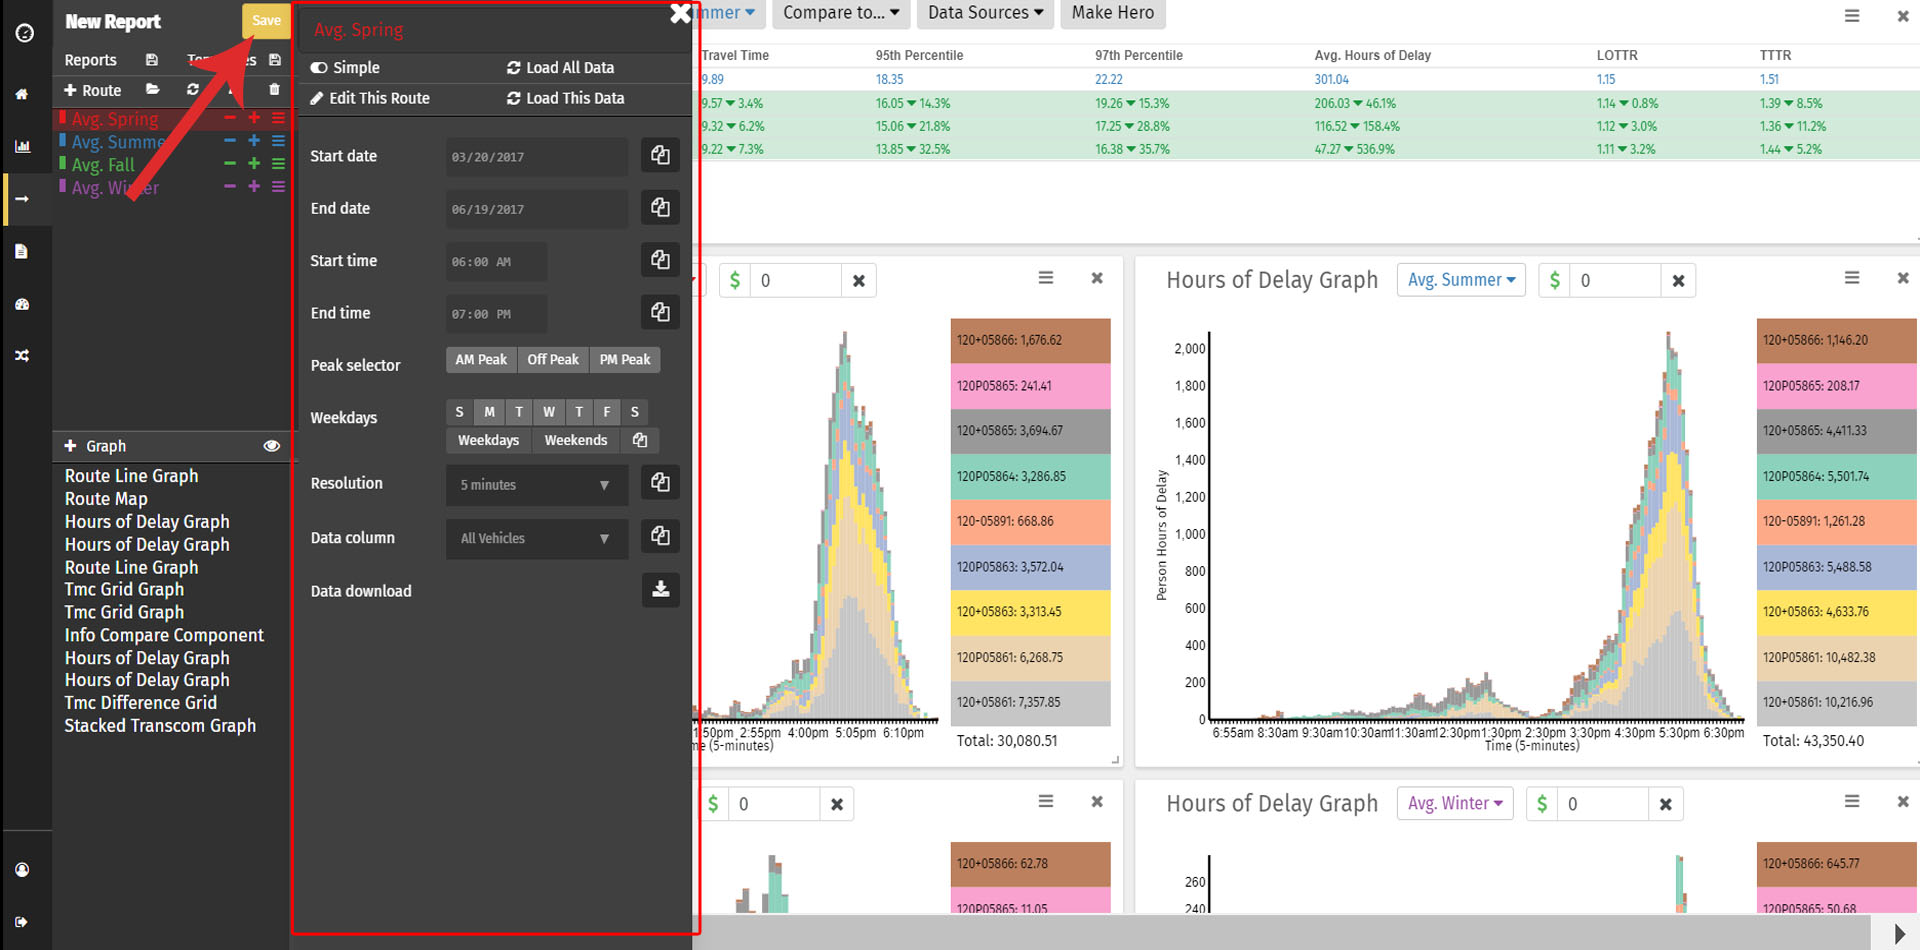 New Report
Save
Reports
+ Route
Avg. Spring
Avg. Summe
Avg. Fall
Avg. Winter
+ Graph
Route Line Graph
Route Map
Hours of Delay Graph
Hours of Delay Graph
Route Line Graph
Tmc Grid Graph
Tmc Grid Graph
Info Compare Component
Hours of Delay Graph
Hours of Delay Graph
Tmc Difference Grid
Stacked Transcom Graph
Avg. Spring
Simple
Load All Data
Edit This Route
Load This Data
Start date
03/20/2017
End date
06/19/2017
Start time
06:00 AM
End time
07:00 PM
Peak selector
AM Peak Off Peak PM Peak
Weekdays
S M T W T F S
Weekdays Weekends
Resolution
5 minutes
Data column
All Vehicles
Data download
mmer Compare to... Data Sources Make Hero
Travel Time 95th Percentile 97th Percentile Avg. Hours of Delay LOTTR TTTR
9.89 18.35 22.22 301.04 1.15 1.51
9.57 3.4% 16.05 14.3% 19.26 15.3% 206.03 46.1% 1.14 0.8% 1.39 8.5%
9.32 6.2% 15.06 21.8% 17.25 28.8% 116.52 158.4% 1.12 3.0% 1.36 11.2%
9.22 7.3% 13.85 32.5% 16.38 35.7% 47.27 536.9% 1.11 3.2% 1.44 5.2%
$ 0
120+05866: 1,676.62
120P05865: 241.41
120+05865: 3,694.67
120P05864: 3,286.85
120-05891: 668.86
120P05863: 3,572.04
120+05863: 3,313.45
120P05861: 6,268.75
120+05861: 7,357.85
Total: 30,080.51
1:50pm 2:55pm 4:00pm 5:05pm 6:10pm
me (5-minutes)
Hours of Delay Graph Avg. Summer $ 0
Person Hours of Delay
2,000
1,800
1,600
1,400
1,200
1,000
800
600
400
200
0
6:55am 8:30am 9:30am 10:30am 11:30am 12:30pm 1:30pm 2:30pm 3:30pm 4:30pm 5:30pm 6:30pm
Time (5-minutes)
120+05866: 1,146.20
120P05865: 208.17
120+05865: 4,411.33
120P05864: 5,501.74
120-05891: 1,261.28
120P05863: 5,488.58
120+05863: 4,633.76
120P05861: 10,482.38
120+05861: 10,216.96
Total: 43,350.40
$ 0
120+05866: 62.78
120P05865: 11.05
Hours of Delay Graph Avg. Winter $ 0
260
240
120+05866: 645.77
120P05865: 50.68